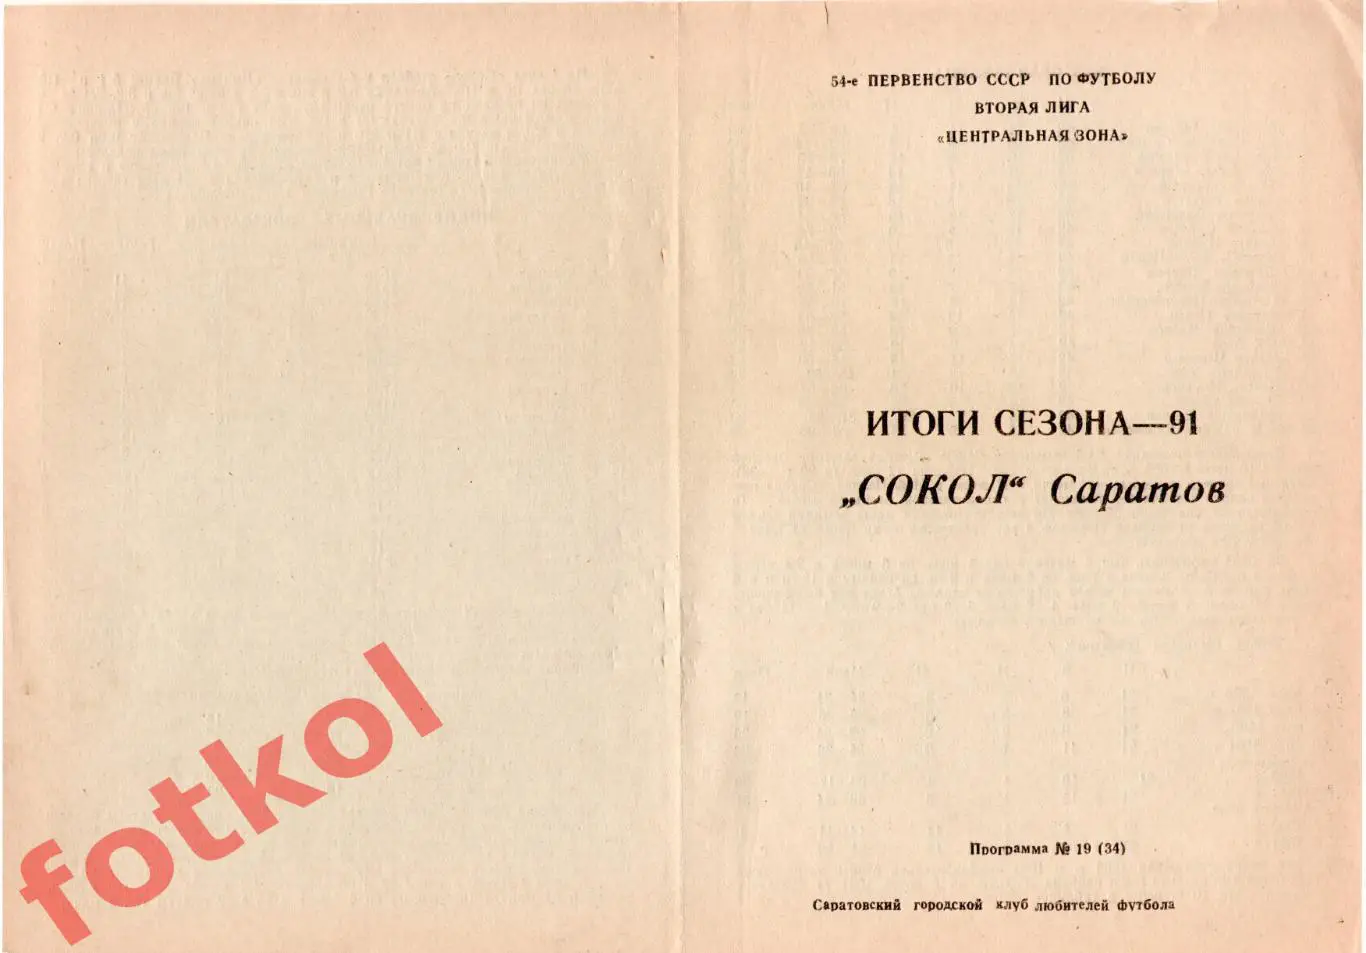 54-е ПЕРВЕНСТВО СССР ПО ФУТБОЛУ
ВТОРАЯ ЛИГА
«ЦЕНТРАЛЬНАЯ ЗОНА»
ИТОГИ СЕЗОНА—91
„СОКОЛ“ Саратов
Программа № 19 (34)
Саратовский городской клуб любителей футбола
fotkol